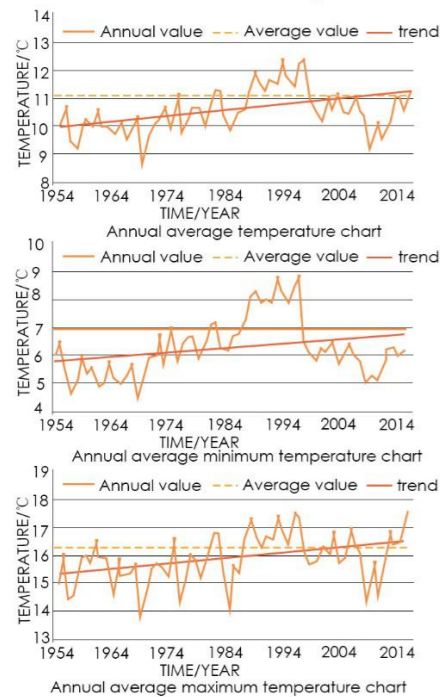 14
Annual value Average value trend
13
12
11
10
9
8
TEMPERATURE/℃
1954 1964 1974 1984 1994 2004 2014
TIME/YEAR
Annual average temperature chart
10
Annual value Average value trend
9
8
7
6
5
4
TEMPERATURE/℃
1954 1964 1974 1984 1994 2004 2014
TIME/YEAR
Annual average minimum temperature chart
19
Annual value Average value trend
18
17
16
15
14
13
TEMPERATURE/℃
1954 1964 1974 1984 1994 2004 2014
TIME/YEAR
Annual average maximum temperature chart